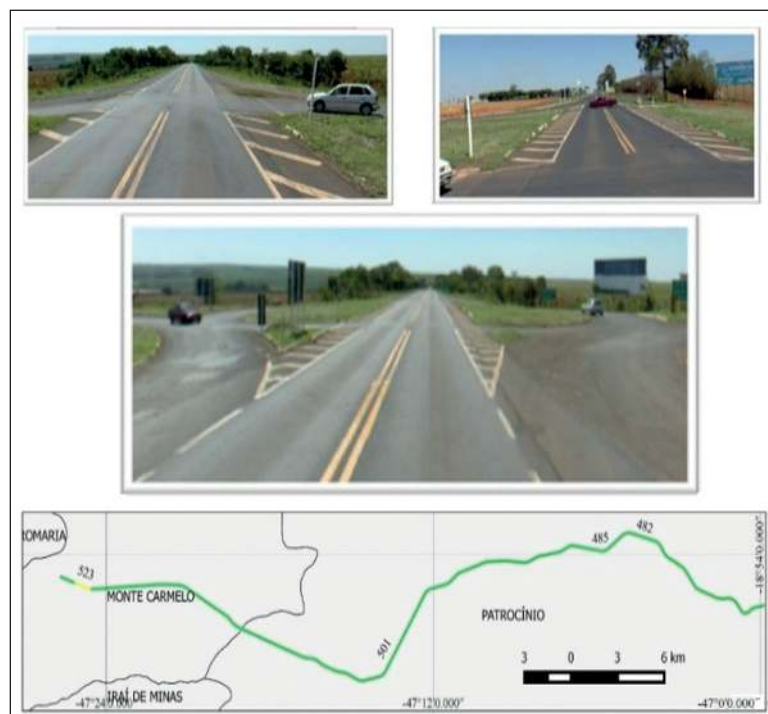 ROMARIA
523
MONTE CARMELO
IRAÍ DE MINAS
501
485
482
PATROCÍNIO
3 0 3 6 km
-18°54'0.000"
-47°24'0.000"
-47°12'0.000"
-47°0'0.000"